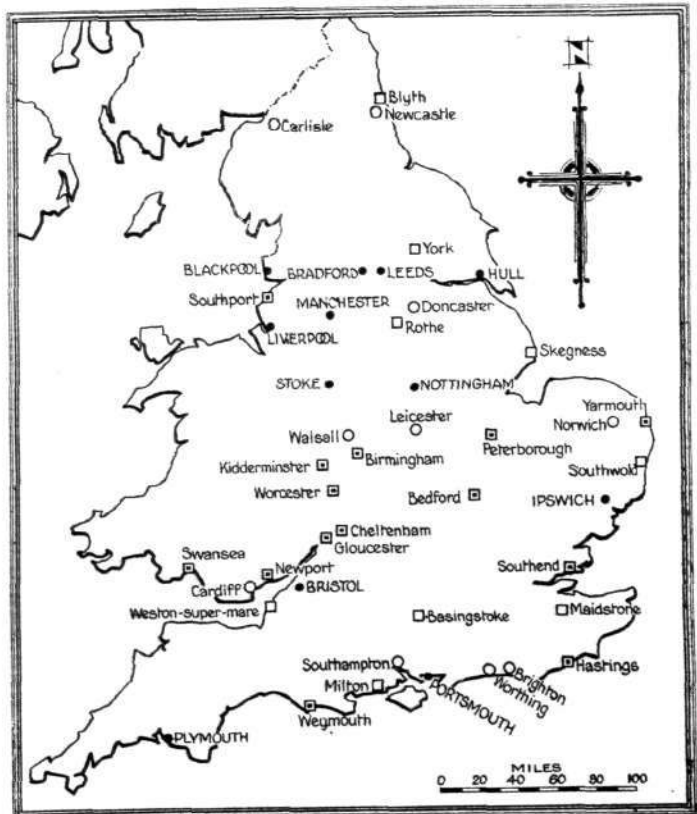 N
Blyth
Newcastle
Carlisle
York
BLACKPOOL
BRADFORD
LEEDS
HULL
Southport
MANCHESTER
Doncaster
Rothe
LIVERPOOL
Skegness
STOKE
NOTTINGHAM
Yarmouth
Leicester
Norwich
Walsall
Peterborough
Birmingham
Kidderminster
Southwold
Worcester
Bedford
IPSWICH
Cheltenham
Gloucester
Swansea
Newport
Southend
Cardiff
BRISTOL
Weston-super-mare
Basingstoke
Maidstone
Southampton
Hastings
Milton
Brighton
Worthing
PORTSMOUTH
Weymouth
PLYMOUTH
MILES
0 20 40 60 80 100